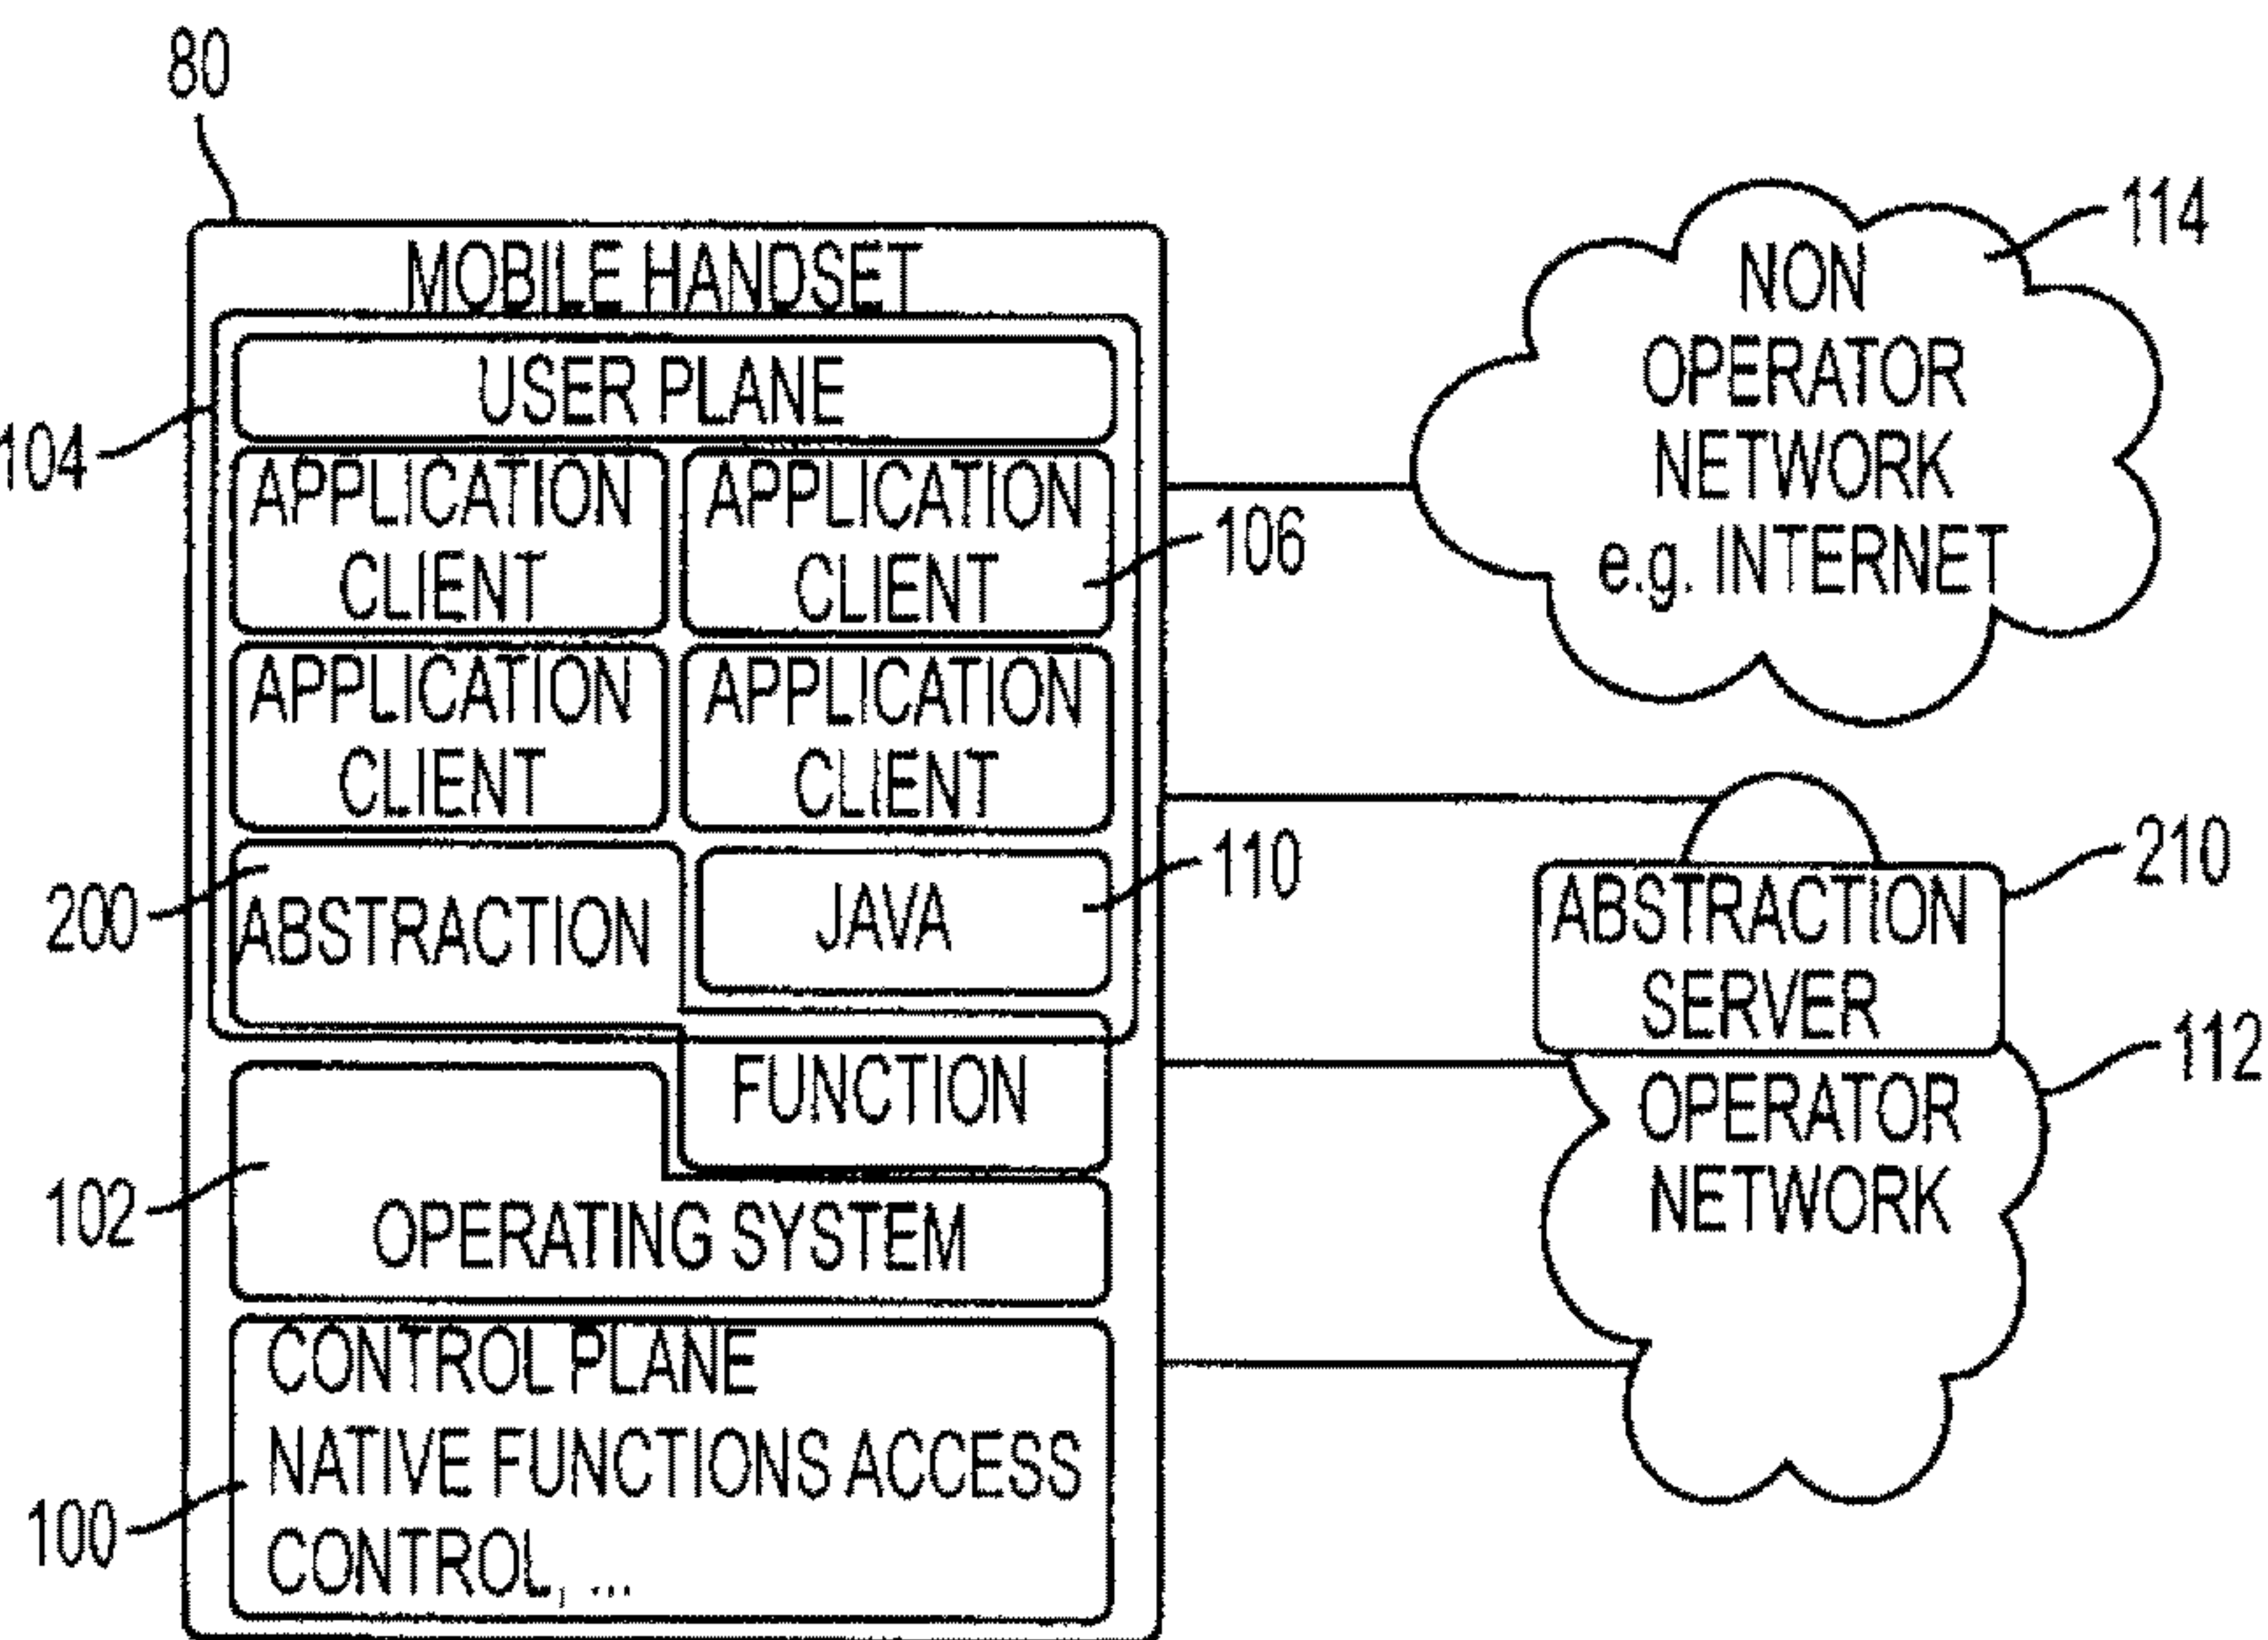 80
MOBILE HANDSET
USER PLANE
104
APPLICATION
CLIENT
APPLICATION
CLIENT
106
APPLICATION
CLIENT
APPLICATION
CLIENT
200
ABSTRACTION
JAVA
110
FUNCTION
102
OPERATING SYSTEM
CONTROL PLANE
NATIVE FUNCTIONS ACCESS
CONTROL, ...
100
NON
OPERATOR
NETWORK
e.g. INTERNET
114
ABSTRACTION
SERVER
210
OPERATOR
NETWORK
112